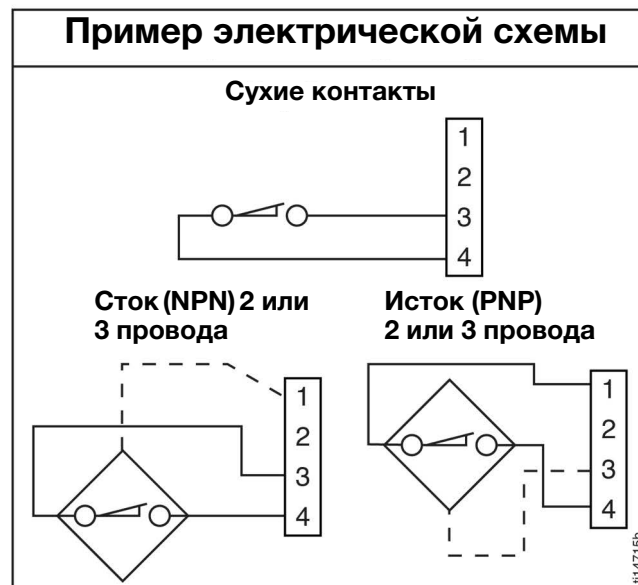 Пример электрической схемы
Сухие контакты
1
2
3
4
Сток (NPN) 2 или
3 провода
1
2
3
4
Исток (PNP)
2 или 3 провода
1
2
3
4
ti14715b